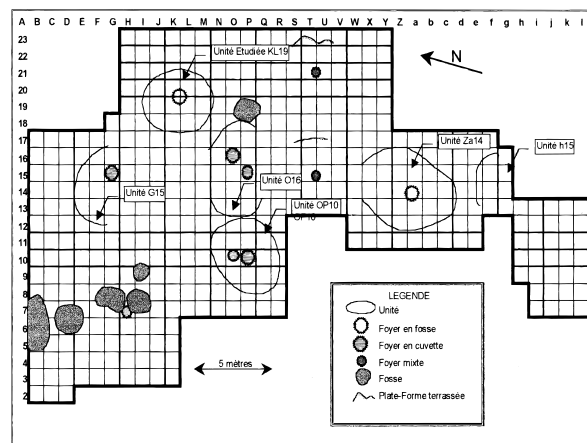 A B C D E F G H I J K L M N O P Q R S T U V W X Y Z a b c d e f g h i j k l
23
22
21
20
19
18
17
16
15
14
13
12
11
10
9
8
7
6
5
4
3
2
Unité Etudiée KL19
N
Unité Za14
Unité h15
Unité G15
Unité O16
Unité OP10
5 mètres
LEGENDE
Unité
Foyer en fosse
Foyer en cuvette
Foyer mixte
Fosse
Plate-Forme terrassée